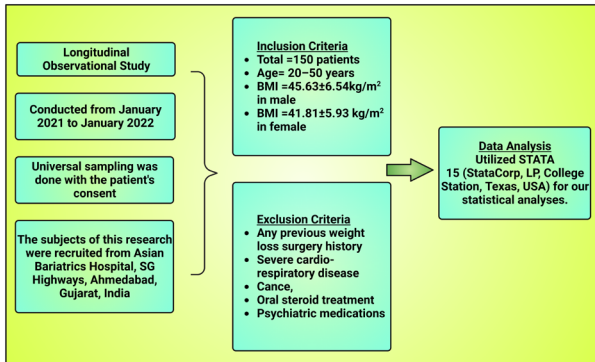 Longitudinal
Observational Study
Conducted from January
2021 to January 2022
Universal sampling was
done with the patient's
consent
The subjects of this research
were recruited from Asian
Bariatrics Hospital, SG
Highways, Ahmedabad,
Gujarat, India
Inclusion Criteria
• Total =150 patients
• Age= 20–50 years
• BMI =45.63±6.54kg/m²
in male
• BMI =41.81±5.93 kg/m²
in female
Exclusion Criteria
• Any previous weight
loss surgery history
• Severe cardio-
respiratory disease
• Cance,
• Oral steroid treatment
• Psychiatric medications
Data Analysis
Utilized STATA
15 (StataCorp, LP, College
Station, Texas, USA) for our
statistical analyses.